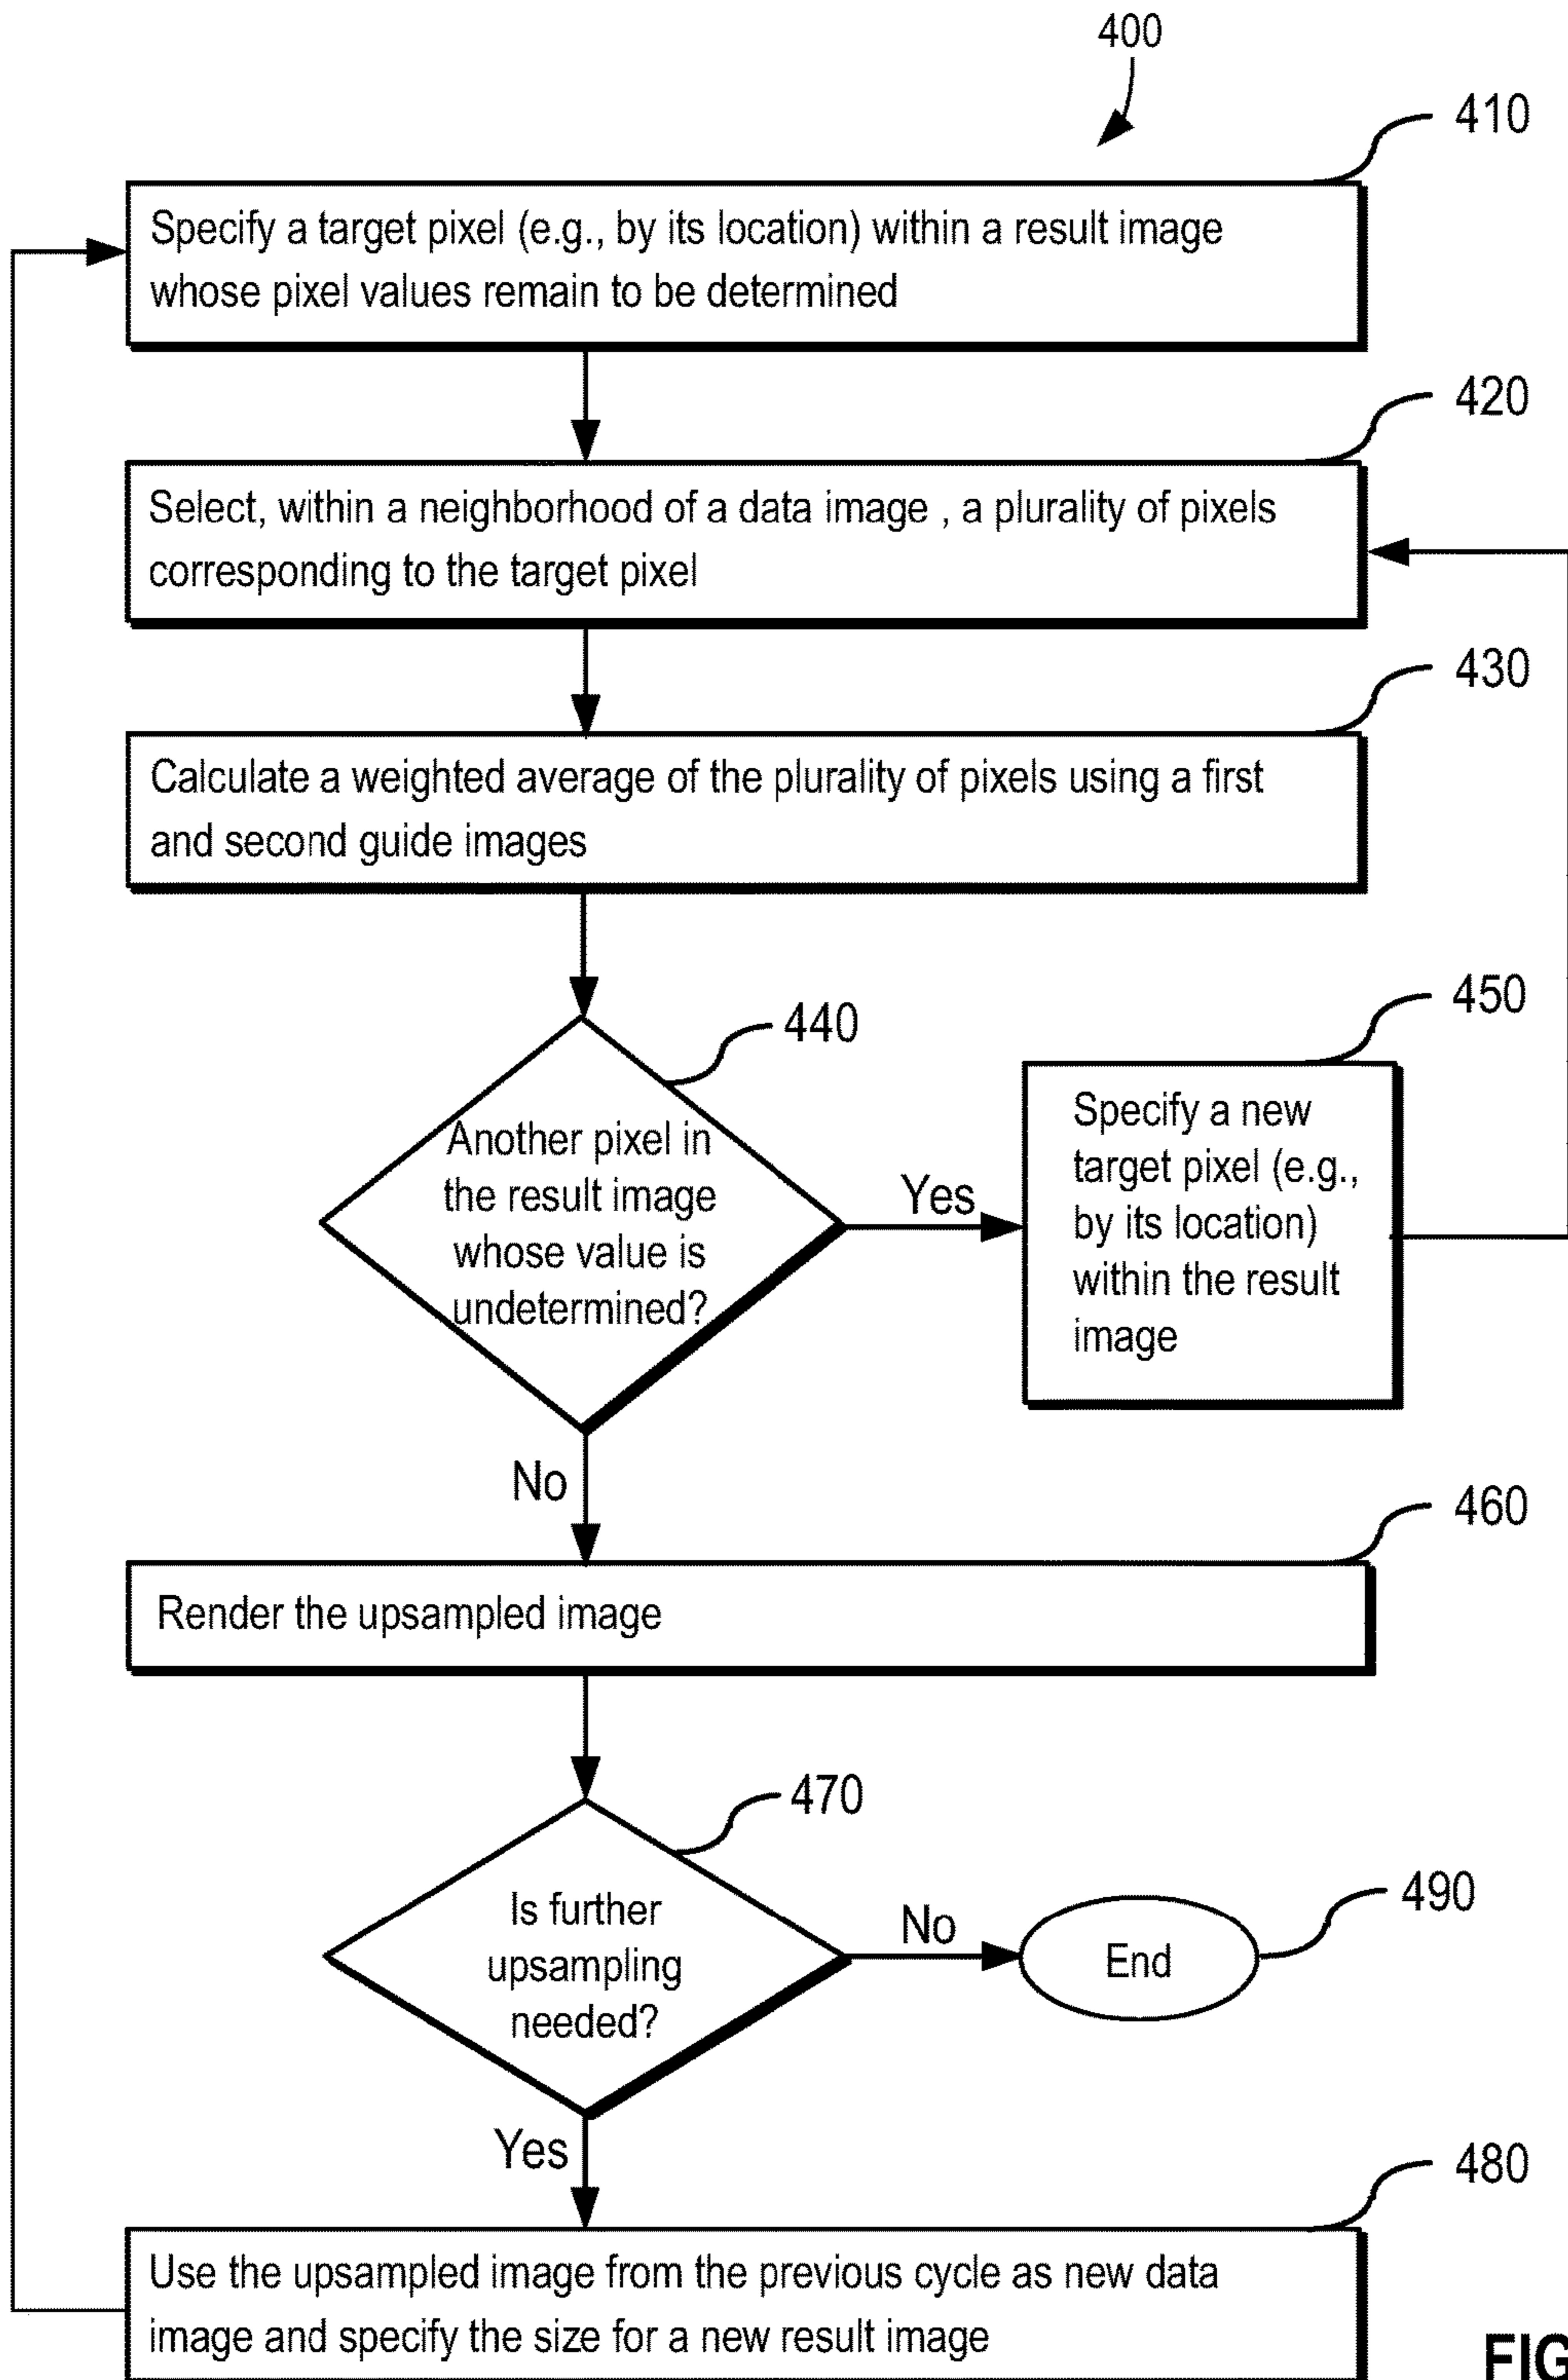 400
410
Specify a target pixel (e.g., by its location) within a result image
whose pixel values remain to be determined
420
Select, within a neighborhood of a data image , a plurality of pixels
corresponding to the target pixel
430
Calculate a weighted average of the plurality of pixels using a first
and second guide images
440
Another pixel in
the result image
whose value is
undetermined?
Yes
450
Specify a new
target pixel (e.g.,
by its location)
within the result
image
No
460
Render the upsampled image
470
Is further
upsampling
needed?
No
490
End
Yes
480
Use the upsampled image from the previous cycle as new data
image and specify the size for a new result image
FIG